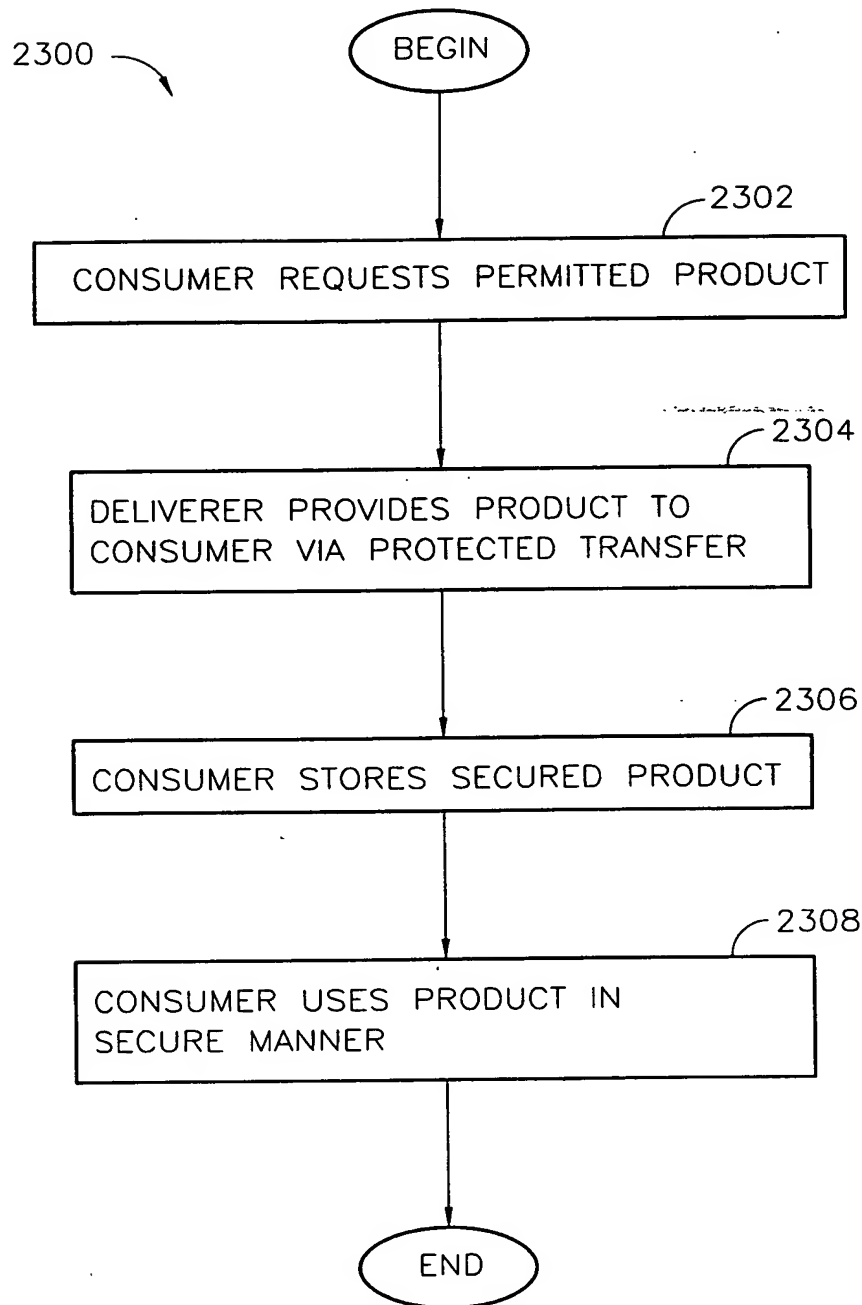 2300
BEGIN
2302
CONSUMER REQUESTS PERMITTED PRODUCT
2304
DELIVERER PROVIDES PRODUCT TO
CONSUMER VIA PROTECTED TRANSFER
2306
CONSUMER STORES SECURED PRODUCT
2308
CONSUMER USES PRODUCT IN
SECURE MANNER
END